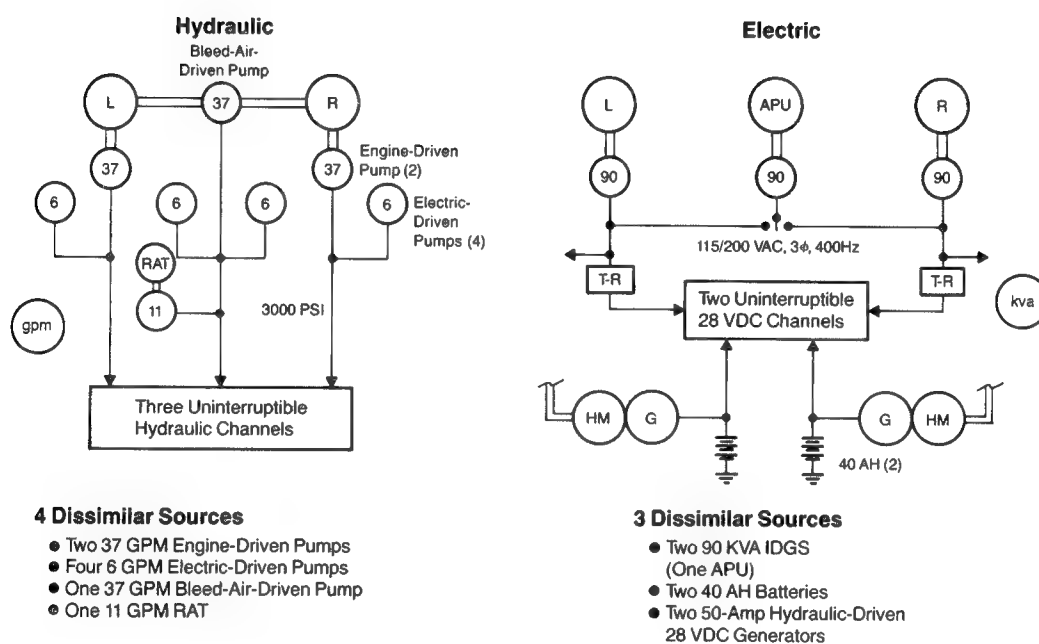 Hydraulic
Bleed-Air-
Driven Pump
L
37
R
37
37
Engine-Driven
Pump (2)
6
6
6
6
Electric-
Driven
Pumps (4)
RAT
11
3000 PSI
gpm
Three Uninterruptible
Hydraulic Channels
4 Dissimilar Sources
● Two 37 GPM Engine-Driven Pumps
● Four 6 GPM Electric-Driven Pumps
● One 37 GPM Bleed-Air-Driven Pump
● One 11 GPM RAT
Electric
L
APU
R
90
90
90
115/200 VAC, 3ϕ, 400Hz
T-R
T-R
Two Uninterruptible
28 VDC Channels
kva
HM
G
G
HM
40 AH (2)
3 Dissimilar Sources
● Two 90 KVA IDGS
(One APU)
● Two 40 AH Batteries
● Two 50-Amp Hydraulic-Driven
28 VDC Generators